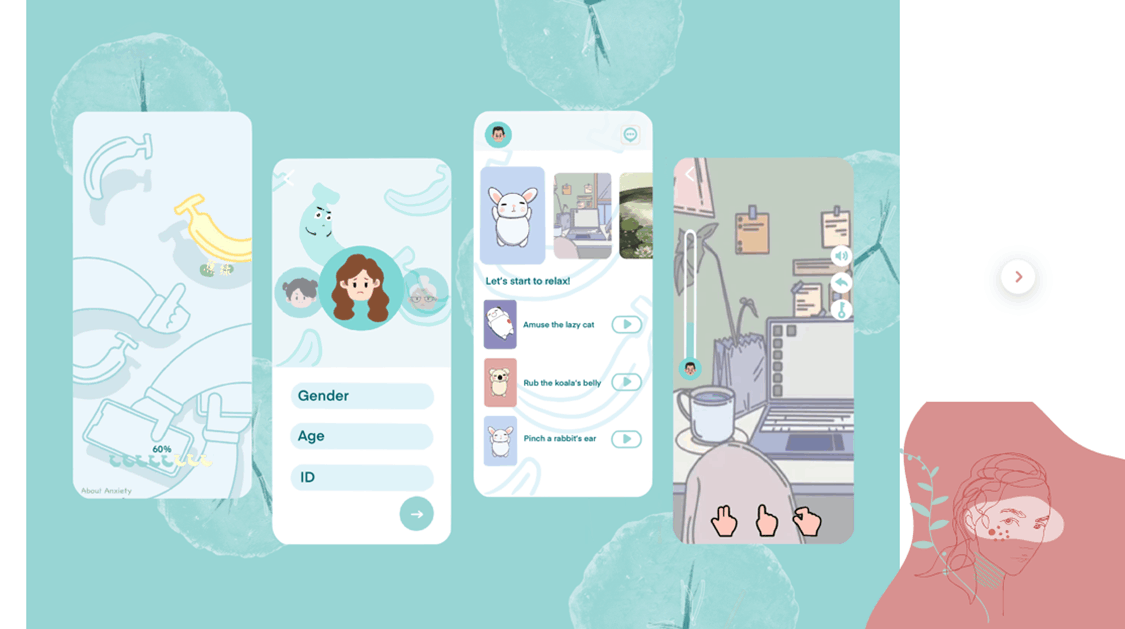 60%
About Anxiety
Gender
Age
ID
Let's start to relax!
Amuse the lazy cat
Rub the koala's belly
Pinch a rabbit's ear